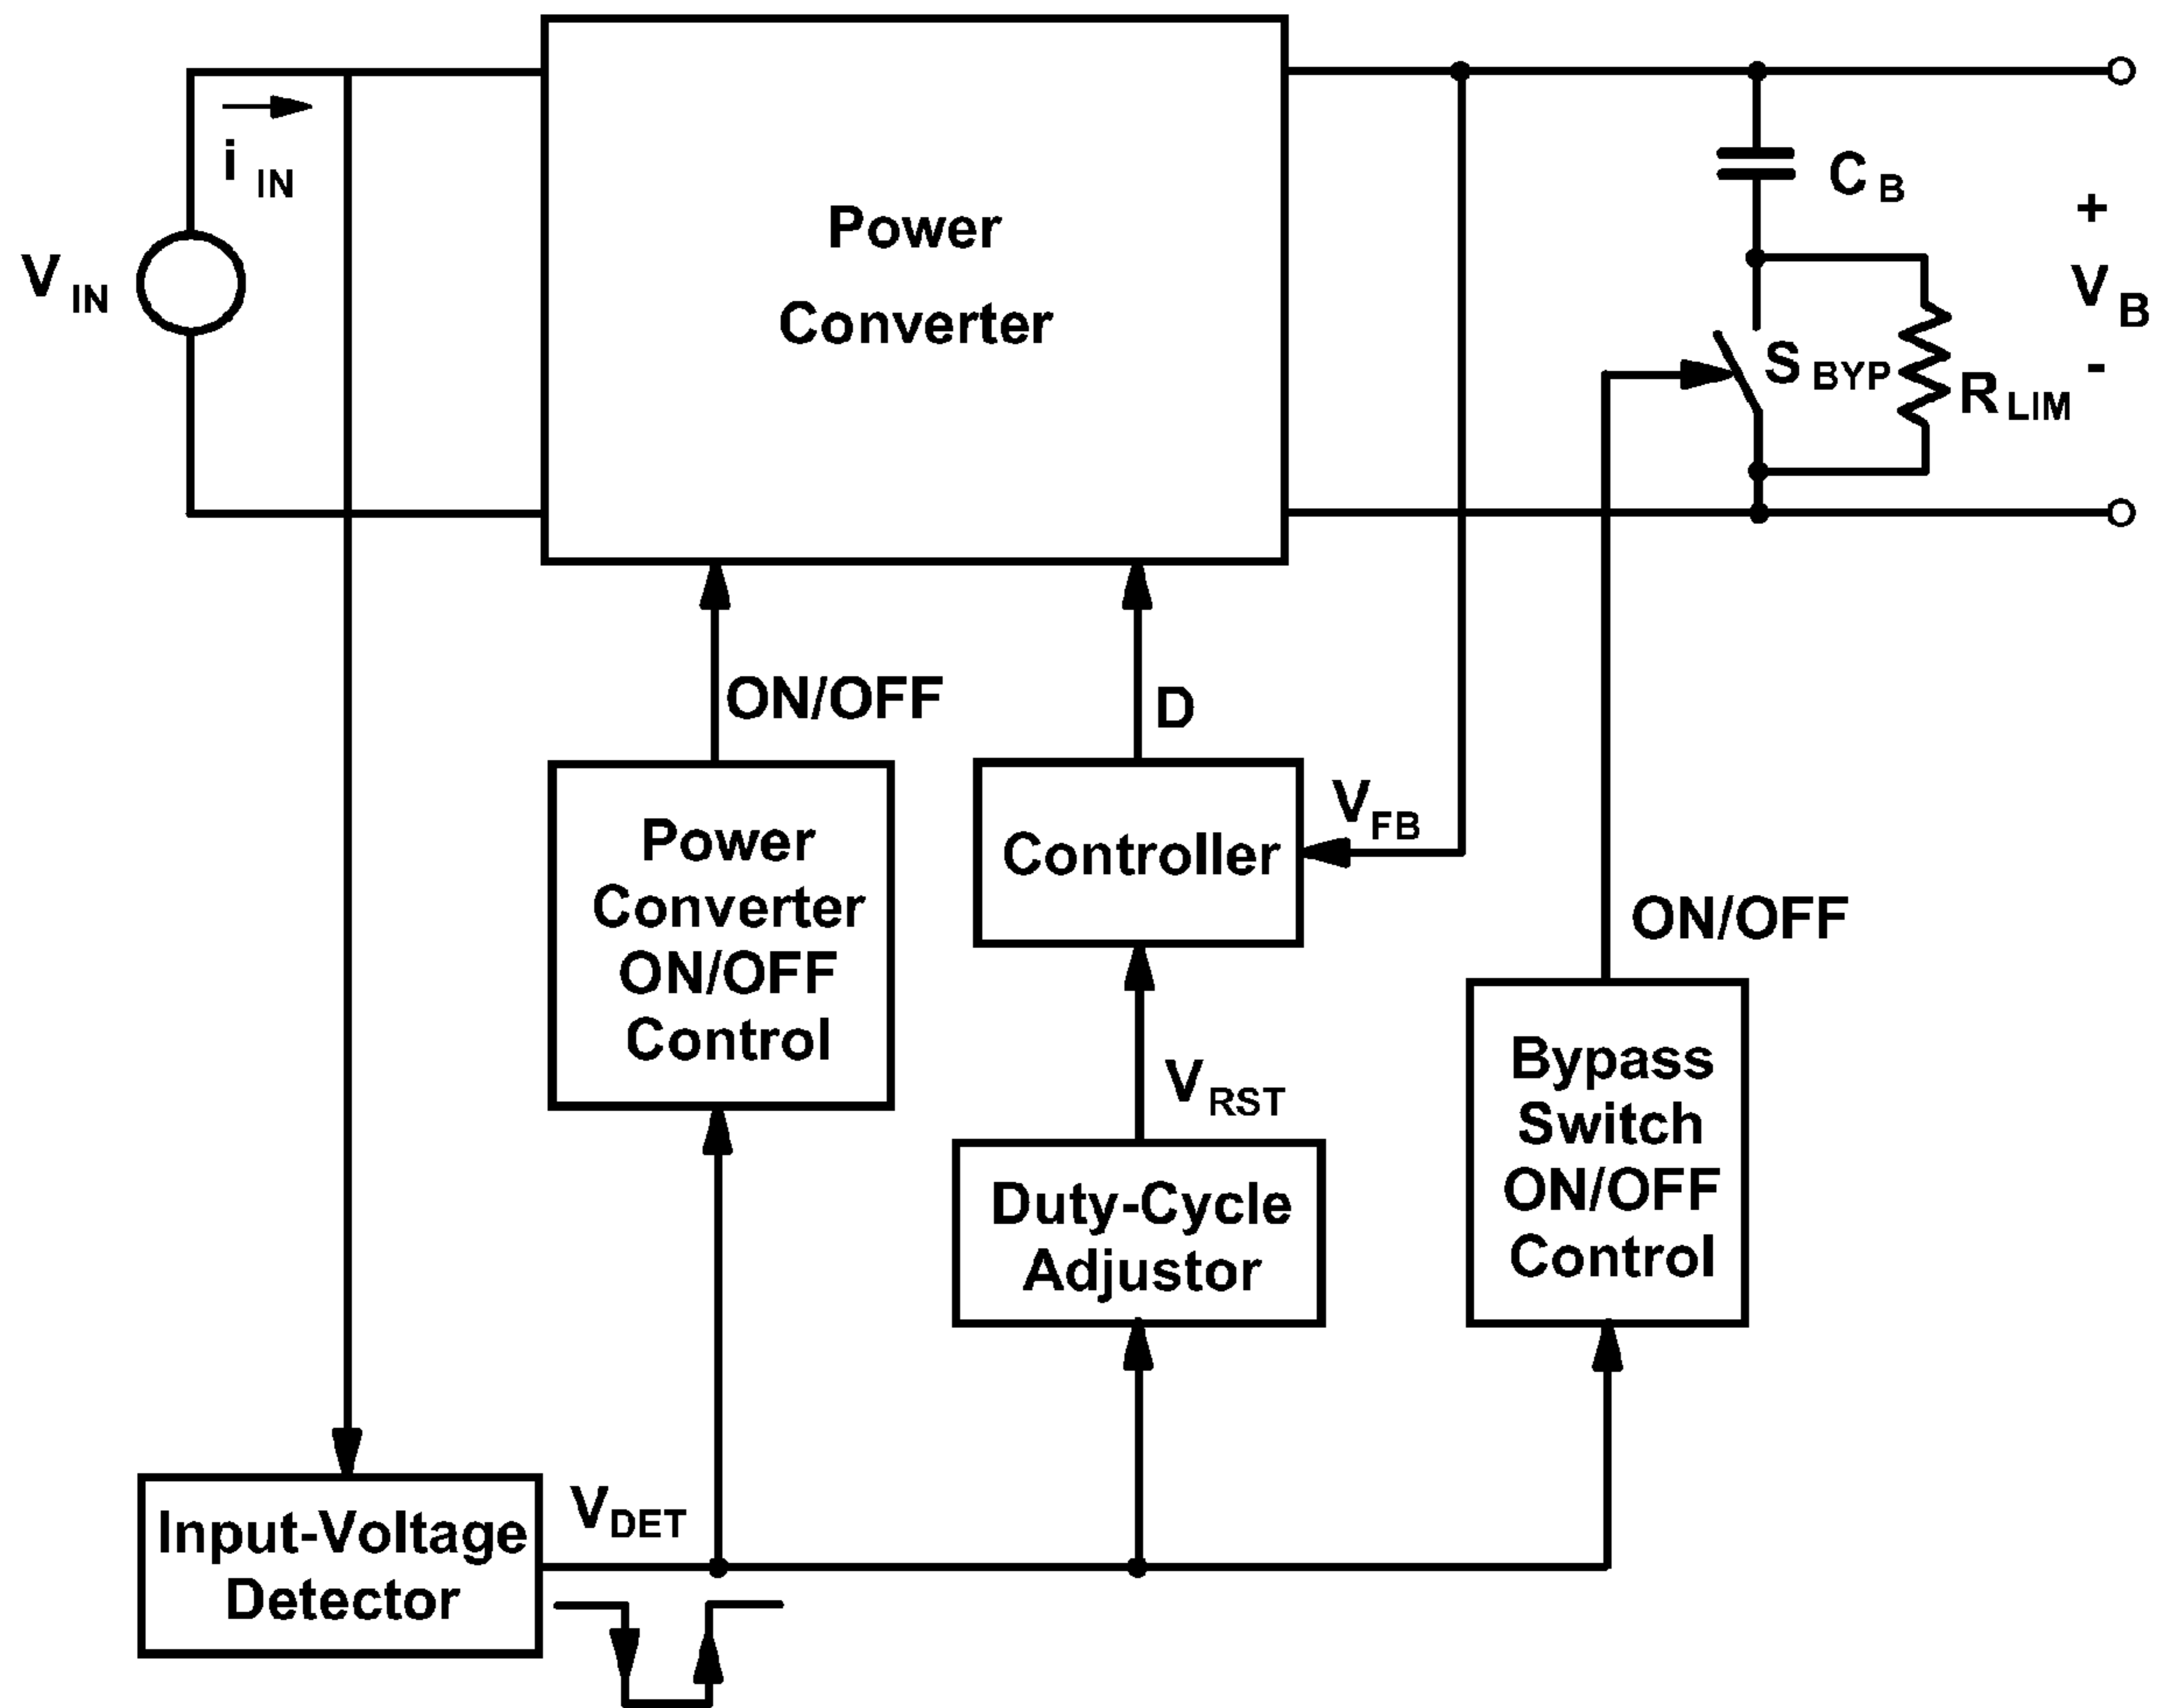 Power
Converter
i IN
V IN
C B
+
V B
-
S BYP
R LIM
ON/OFF
D
Power
Converter
ON/OFF
Control
Controller
V FB
ON/OFF
V RST
Bypass
Switch
ON/OFF
Control
Duty-Cycle
Adjustor
V DET
Input-Voltage
Detector